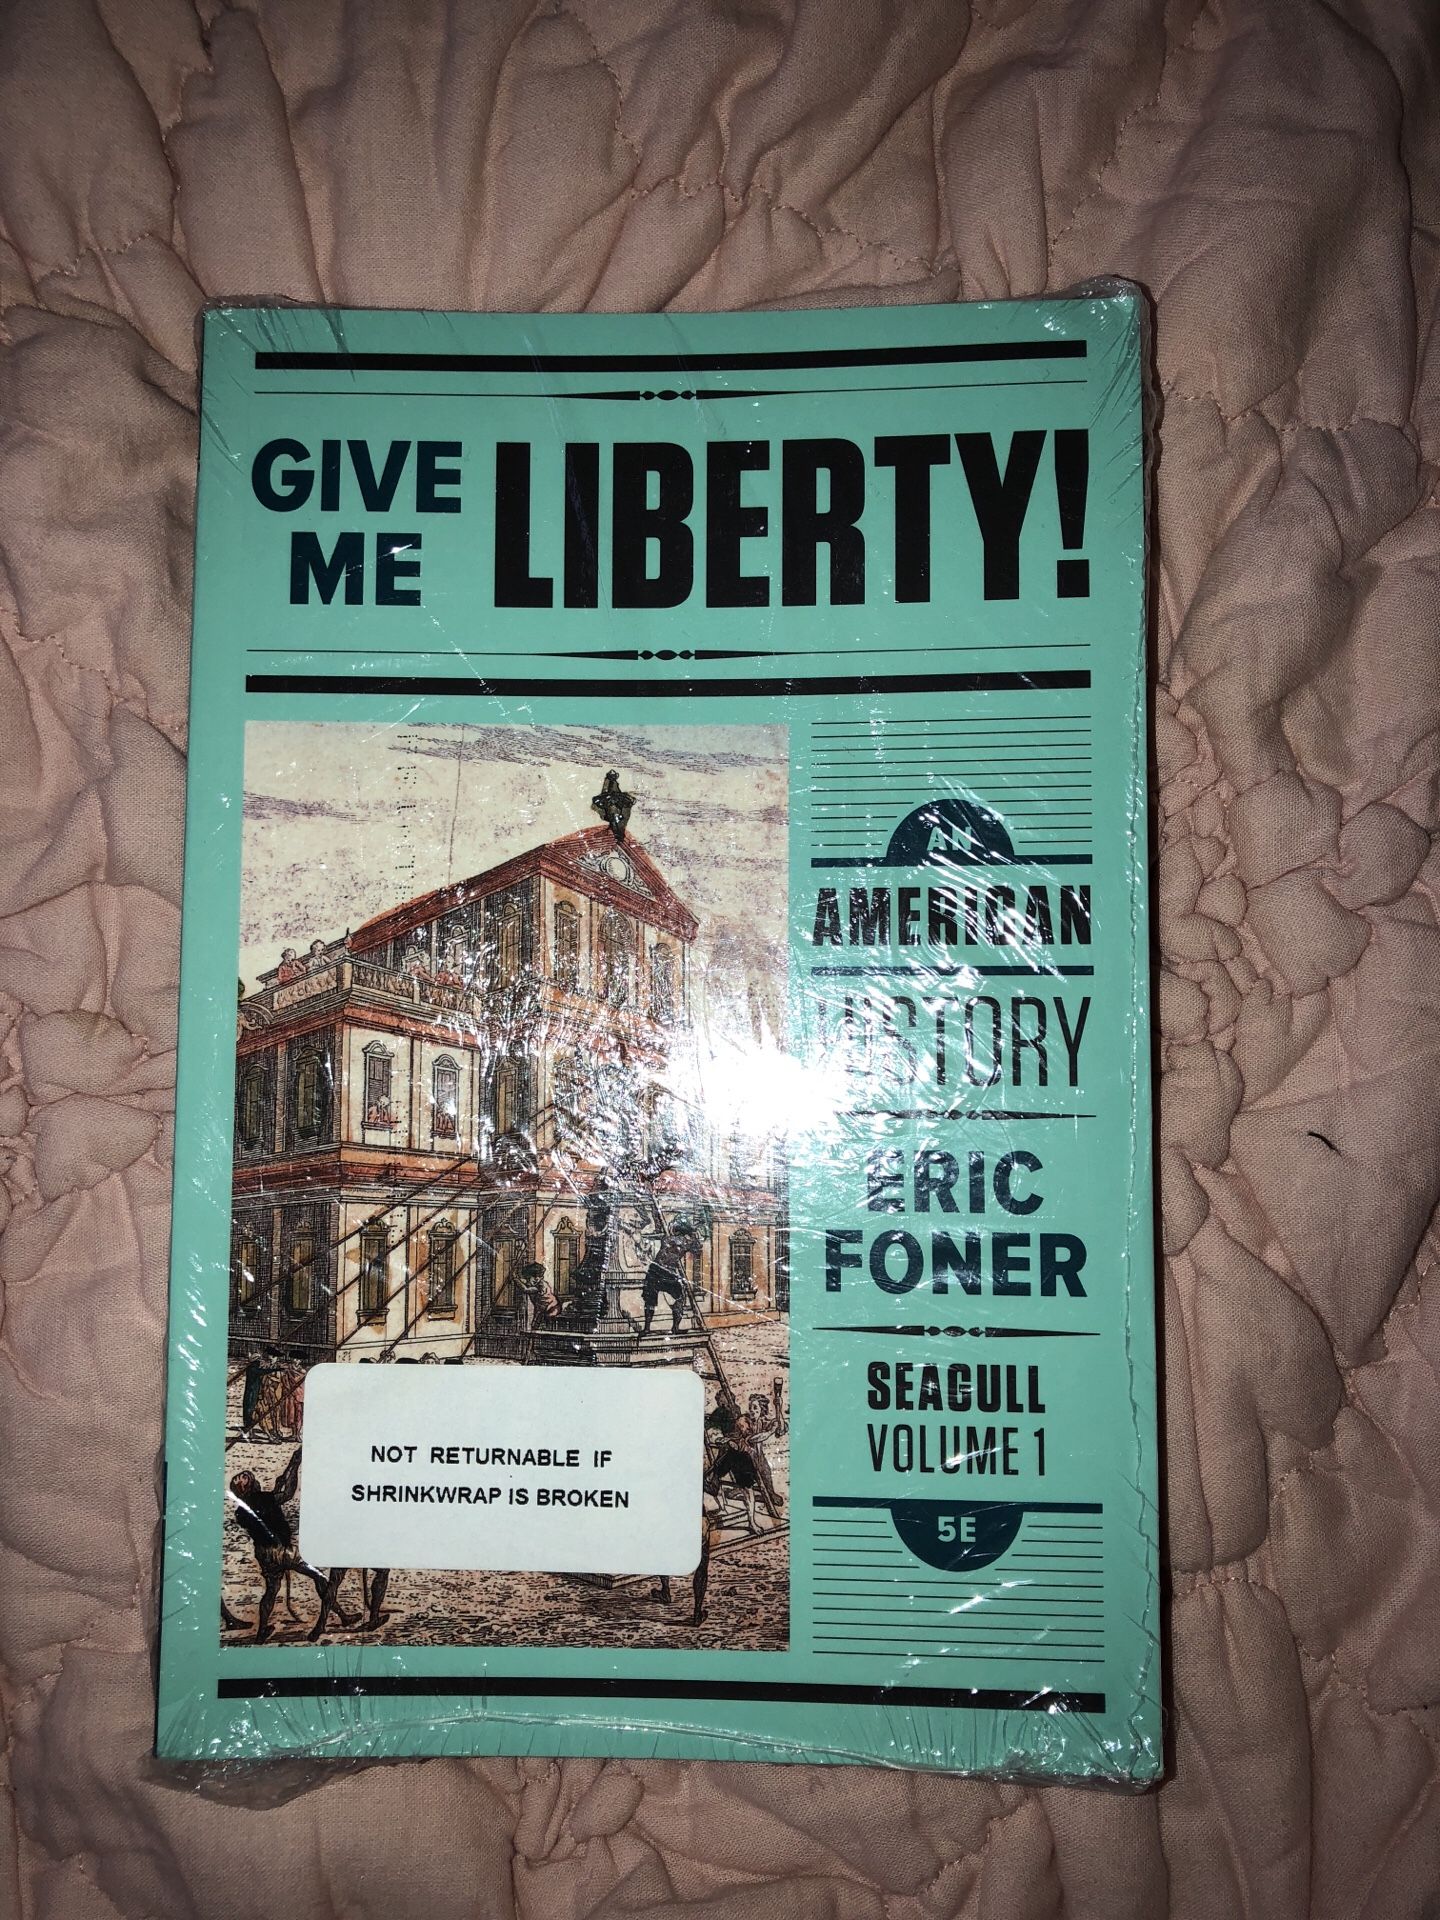 GIVE
ME
LIBERTY!
AN
AMERICAN
HISTORY
ERIC
FONER
SEAGULL
VOLUME 1
5E
NOT RETURNABLE IF
SHRINKWRAP IS BROKEN